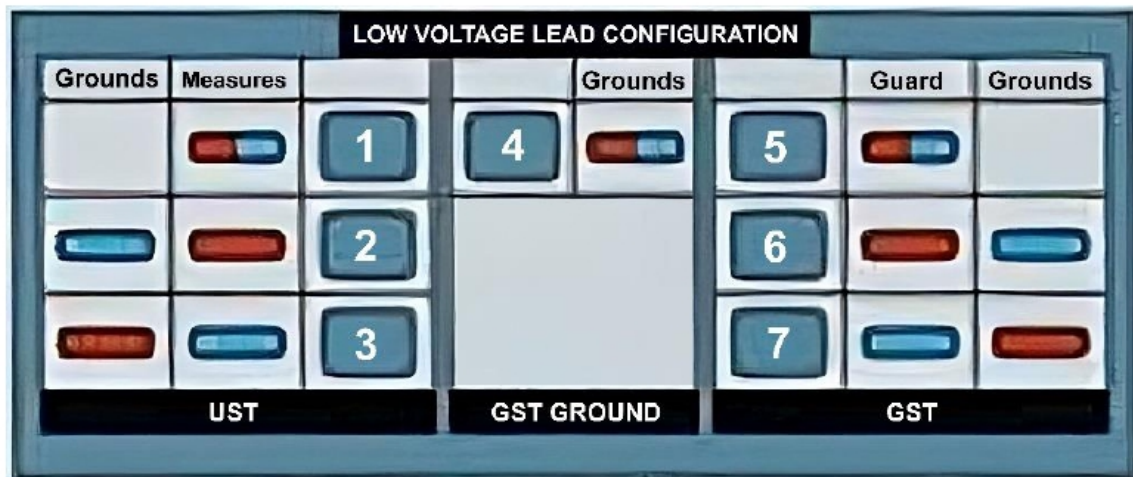 LOW VOLTAGE LEAD CONFIGURATION
Grounds Measures Grounds Guard Grounds
1 4 5
2 6
3 7
UST GST GROUND GST